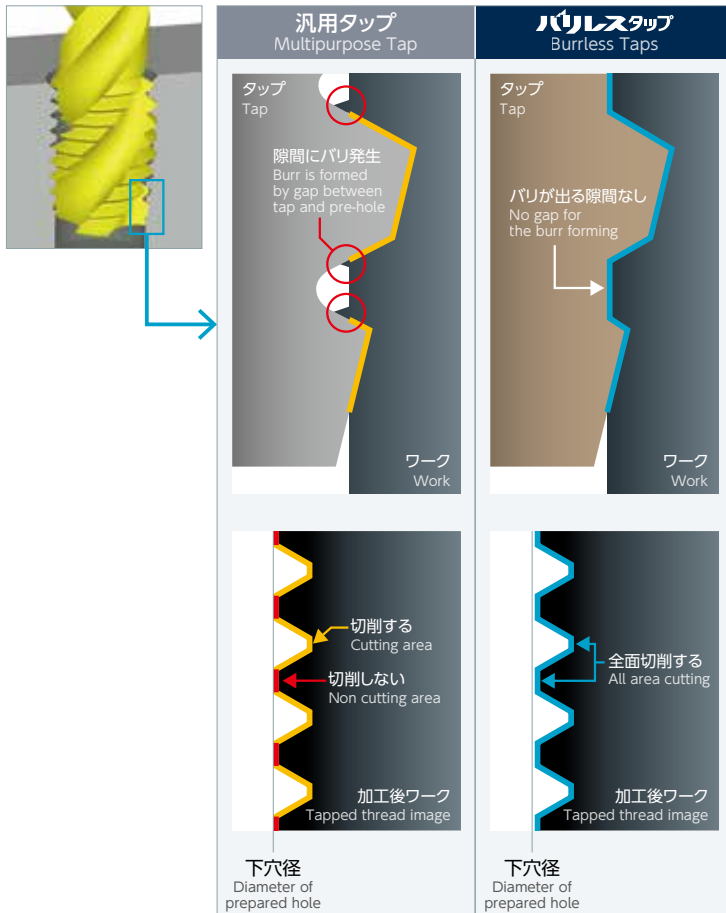 汎用タップ
Multipurpose Tap
バリレスタップ
Burrless Taps
タップ
Tap
隙間にバリ発生
Burr is formed
by gap between
tap and pre-hole
ワーク
Work
タップ
Tap
バリが出る隙間なし
No gap for
the burr forming
ワーク
Work
切削する
Cutting area
切削しない
Non cutting area
加工後ワーク
Tapped thread image
下穴径
Diameter of
prepared hole
全面切削する
All area cutting
加工後ワーク
Tapped thread image
下穴径
Diameter of
prepared hole